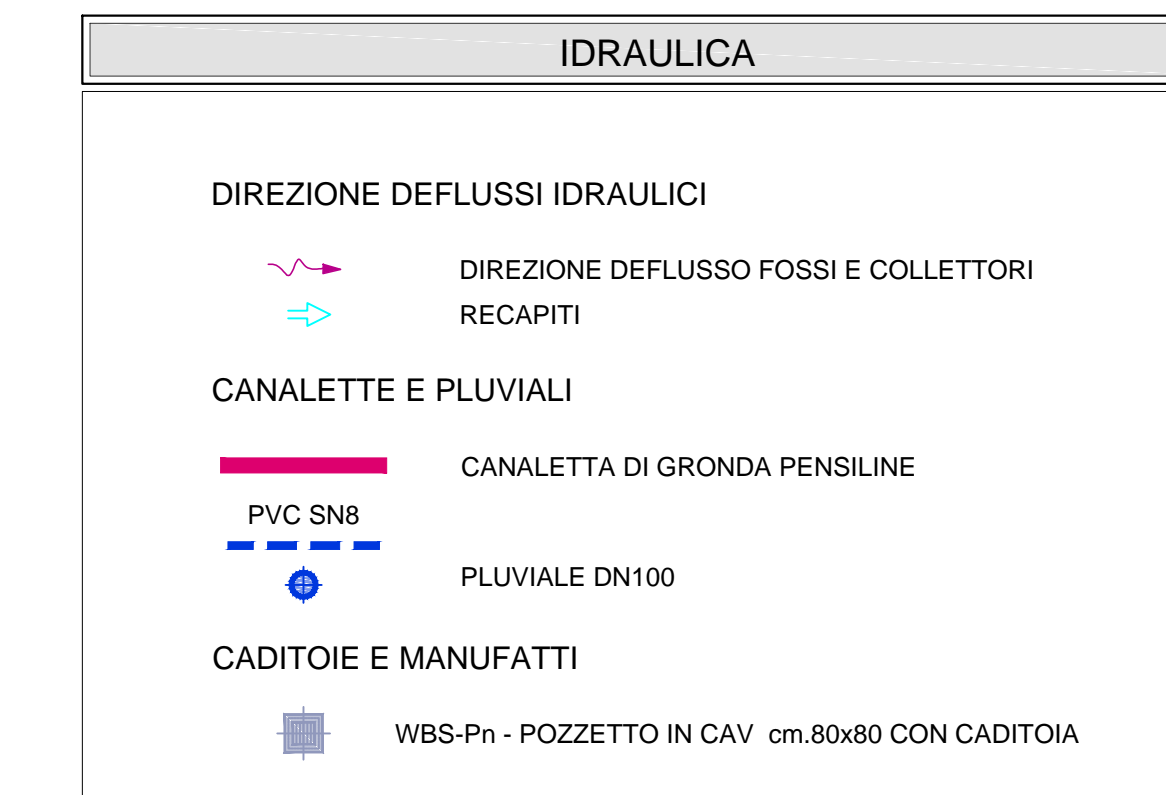 IDRAULICA
DIREZIONE DEFLUSSI IDRAULICI
DIREZIONE DEFLUSSO FOSSI E COLLETTORI
RECAPITI
CANALETTE E PLUVIALI
CANALETTA DI GRONDA PENSILINE
PVC SN8
PLUVIALE DN100
CADITOIE E MANUFATTI
WBS-Pn - POZZETTO IN CAV cm.80x80 CON CADITOIA